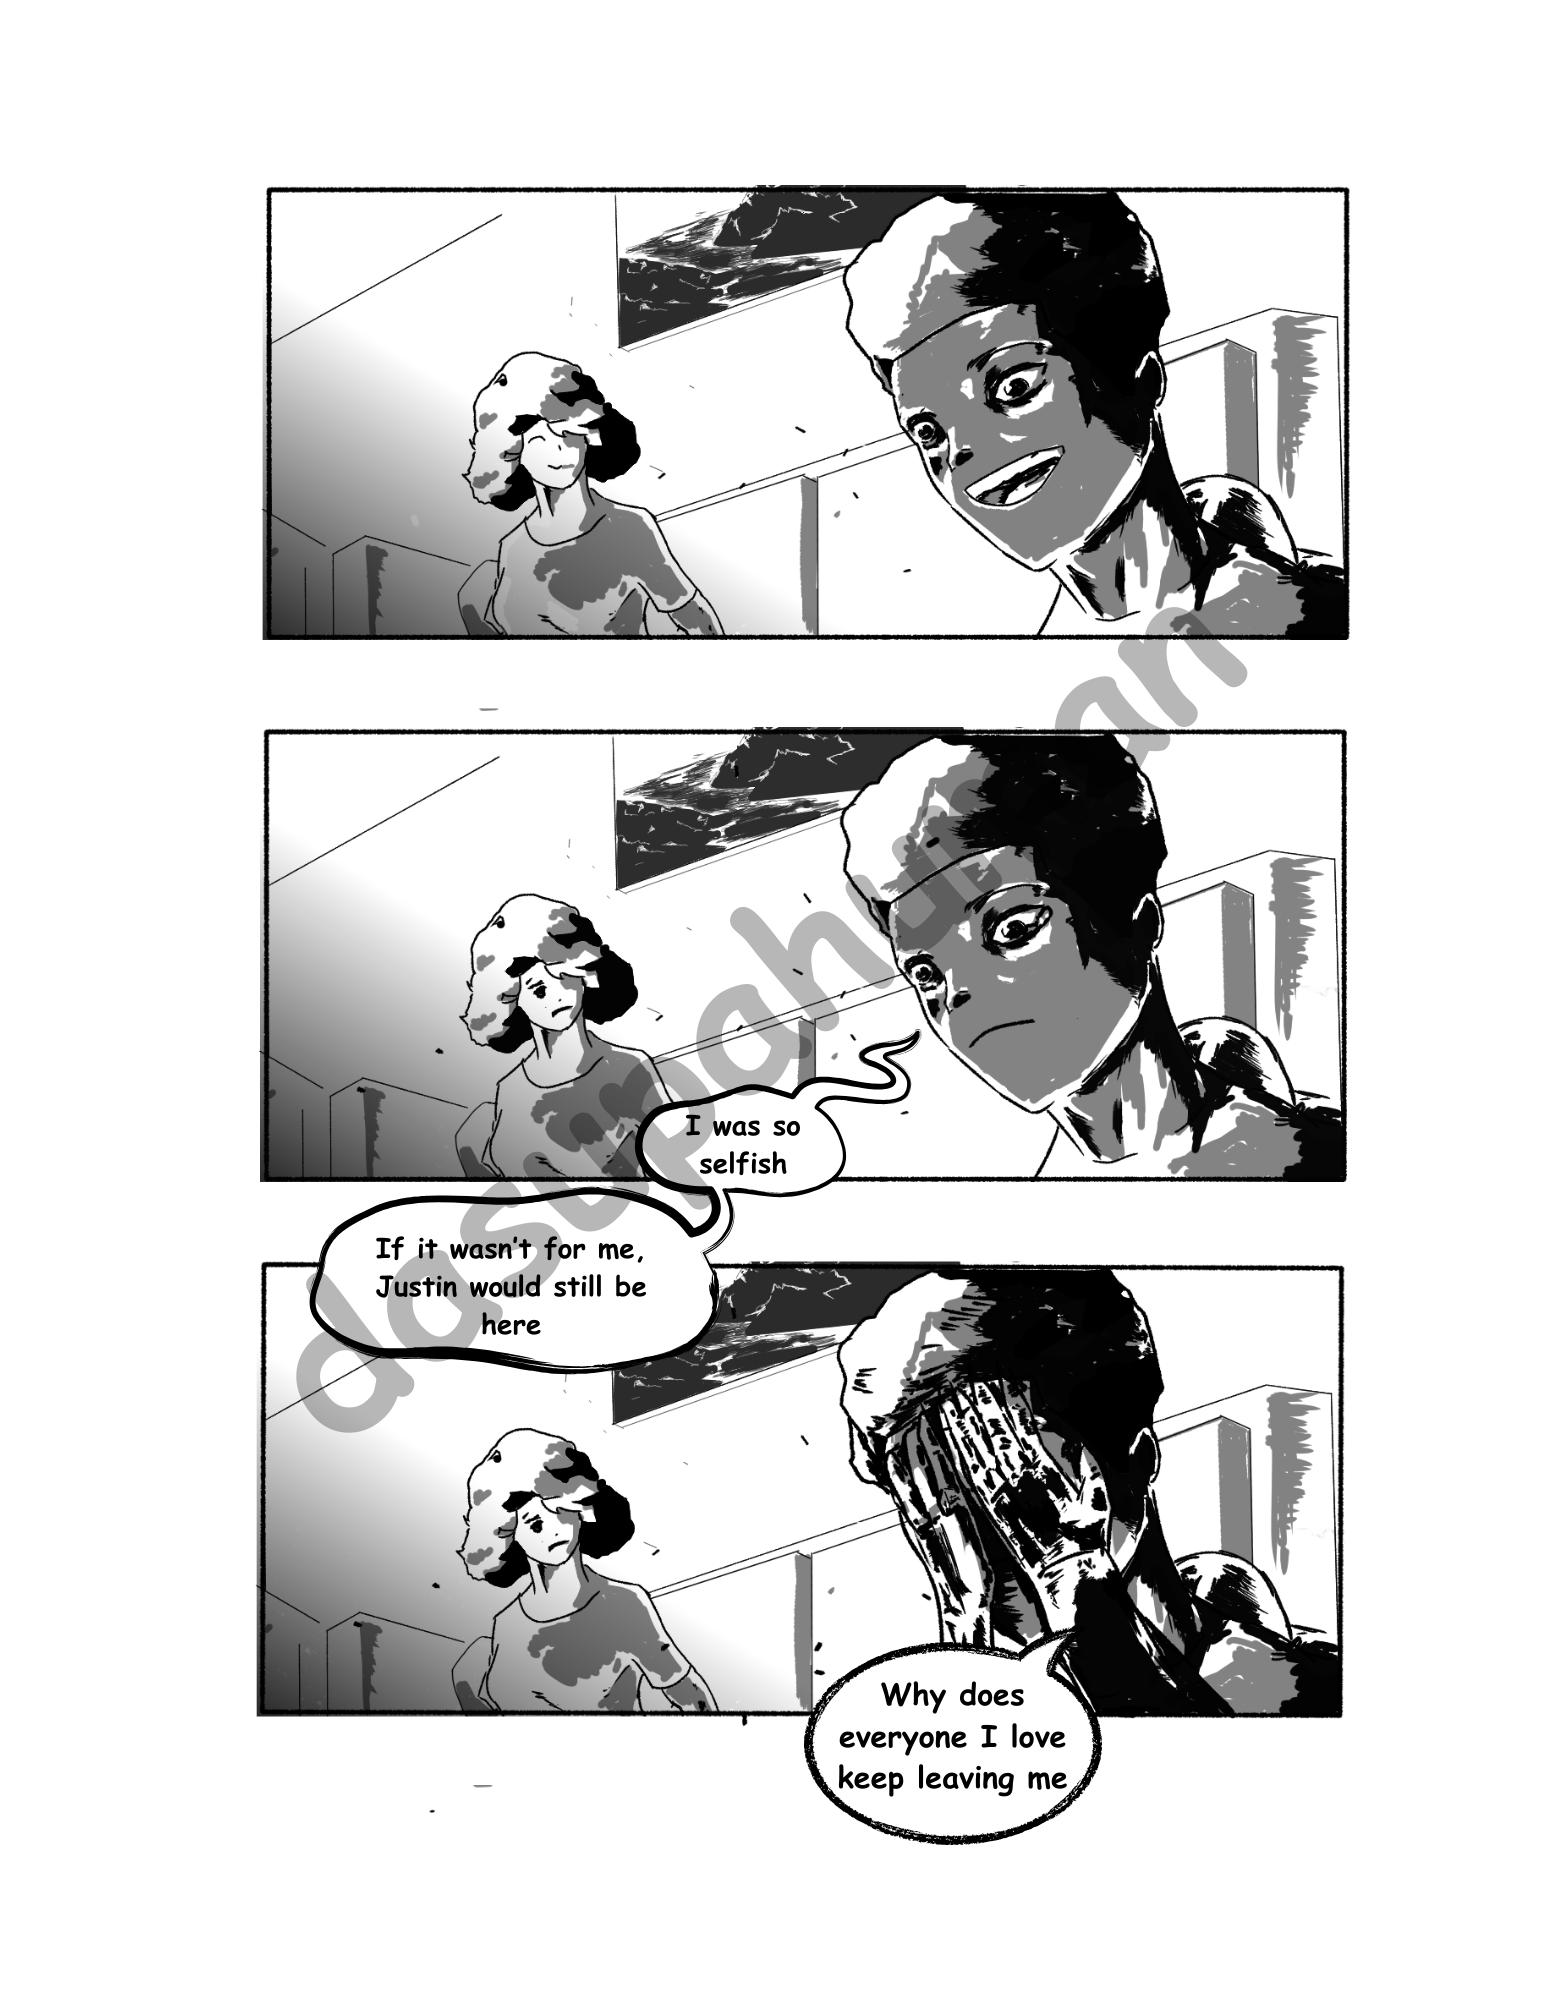 I was so
selfish
If it wasn't for me,
Justin would still be
here
Why does
everyone I love
keep leaving me
dasupahuman